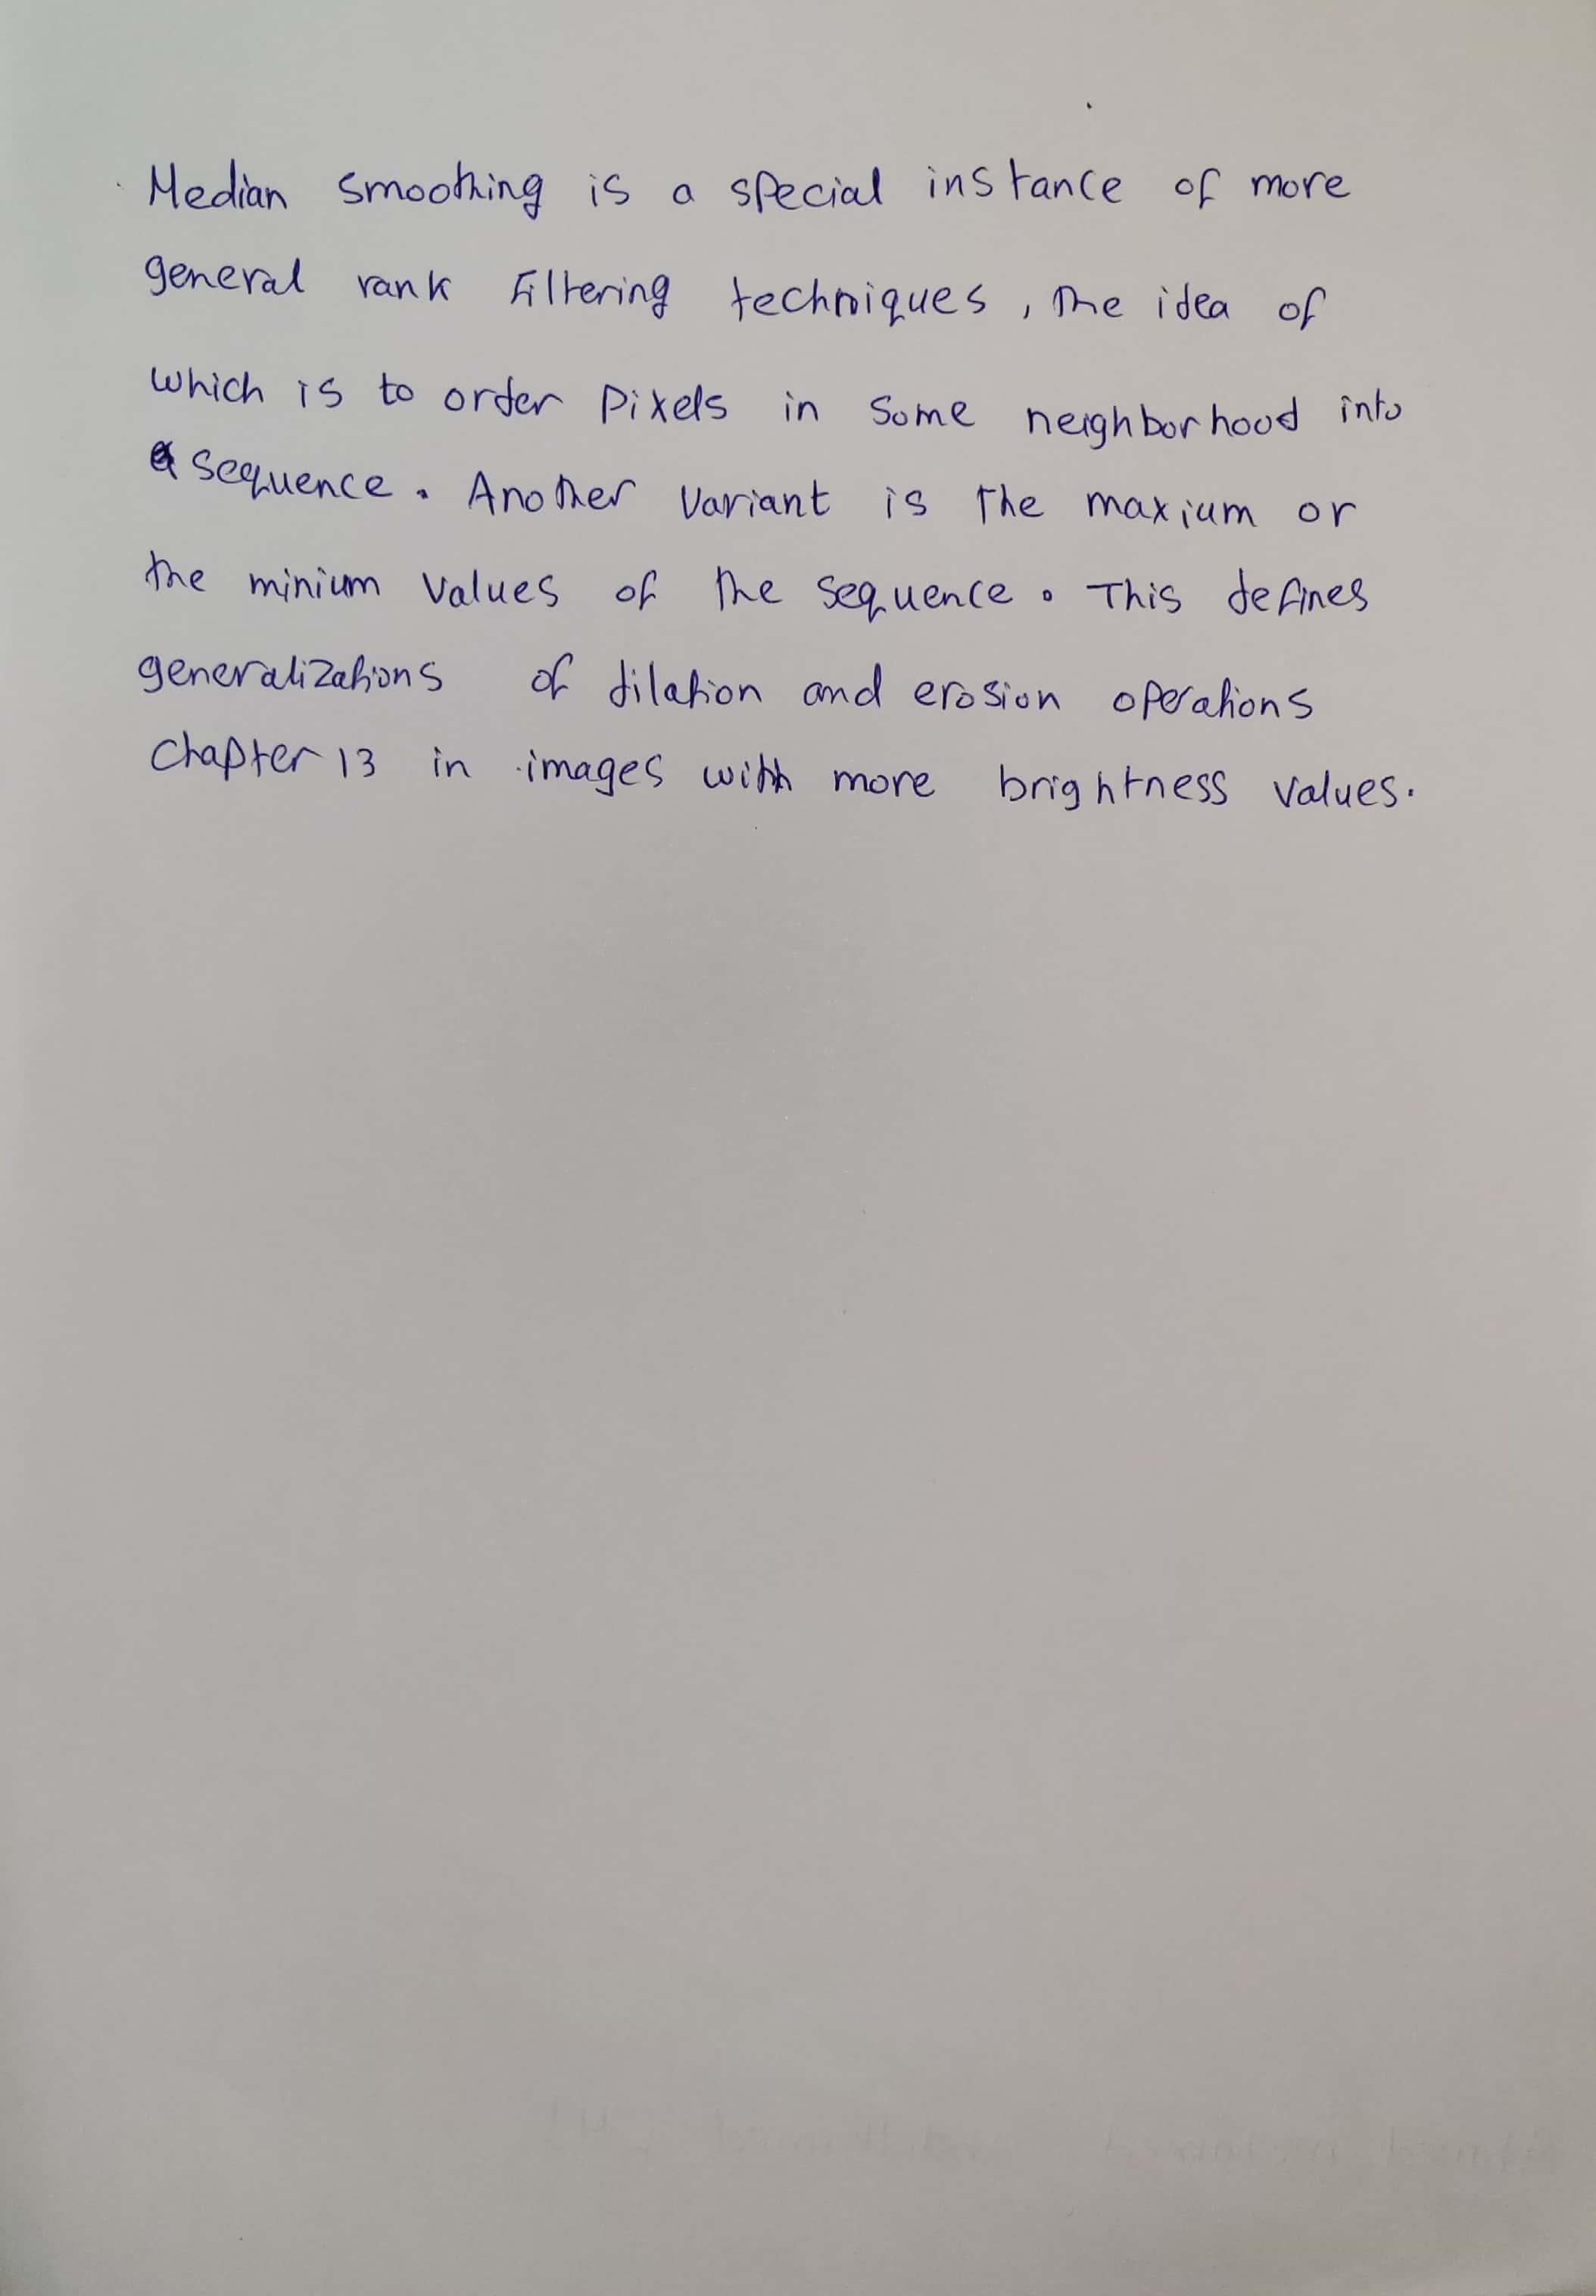 Median smoothing is a special instance of more
general rank filtering techniques, the idea of
which is to order pixels in some neighborhood into
a sequence. Another variant is the maxium or
the minium values of the sequence. This defines
generalizations of dilation and erosion operations
Chapter 13 in images with more brightness values.